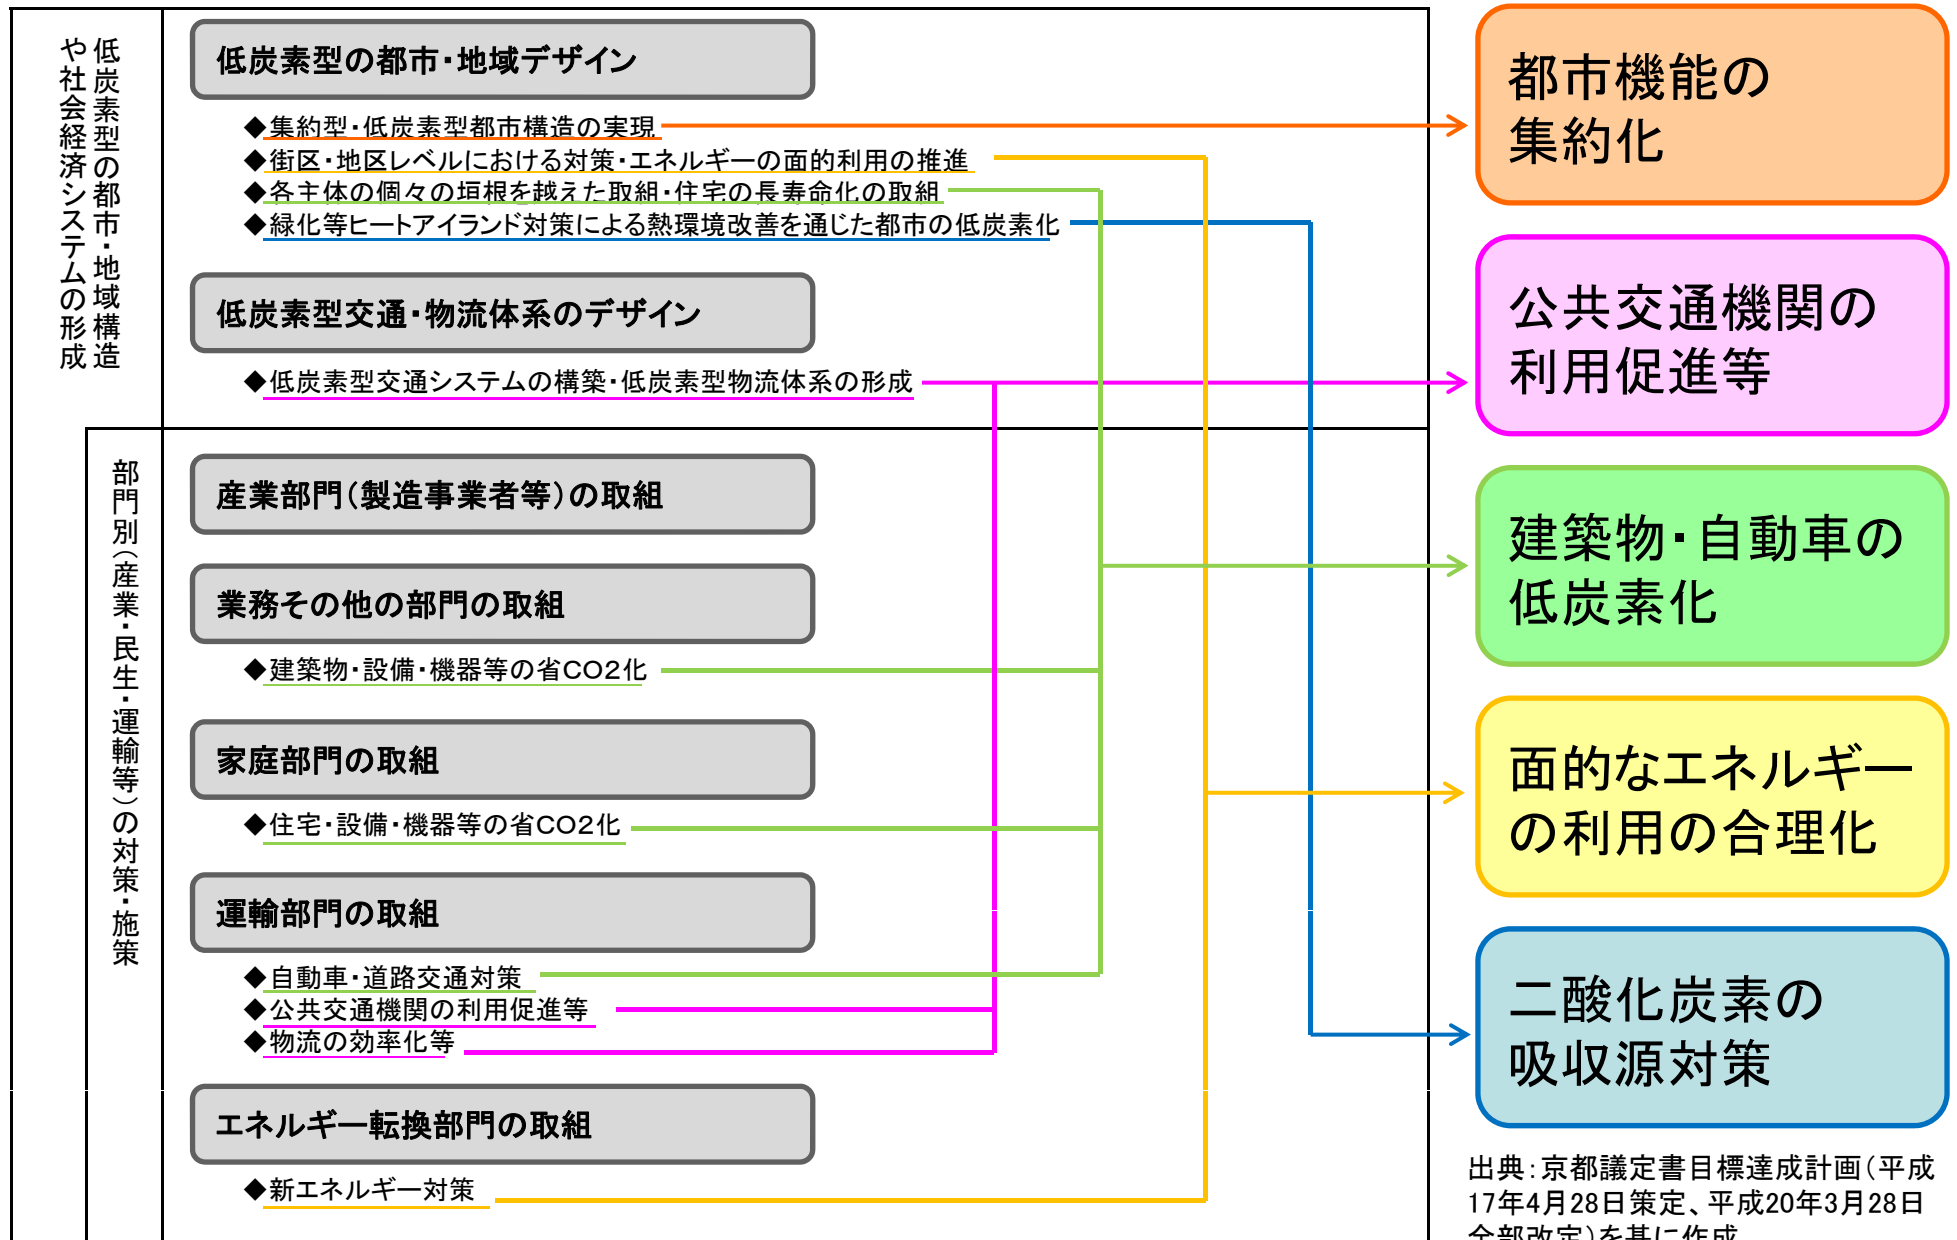 低炭素型の都市・地域構造
や社会経済システムの形成
低炭素型の都市・地域デザイン
◆集約型・低炭素型都市構造の実現
◆街区・地区レベルにおける対策・エネルギーの面的利用の推進
◆各主体の個々の垣根を越えた取組・住宅の長寿命化の取組
◆緑化等ヒートアイランド対策による熱環境改善を通じた都市の低炭素化
低炭素型交通・物流体系のデザイン
◆低炭素型交通システムの構築・低炭素型物流体系の形成
部門別（産業・民生・運輸等）の対策・施策
産業部門（製造事業者等）の取組
業務その他の部門の取組
◆建築物・設備・機器等の省CO2化
家庭部門の取組
◆住宅・設備・機器等の省CO2化
運輸部門の取組
◆自動車・道路交通対策
◆公共交通機関の利用促進等
◆物流の効率化等
エネルギー転換部門の取組
◆新エネルギー対策
都市機能の
集約化
公共交通機関の
利用促進等
建築物・自動車の
低炭素化
面的なエネルギー
の利用の合理化
二酸化炭素の
吸収源対策
出典：京都議定書目標達成計画（平成
17年4月28日策定、平成20年3月28日
全部改定）を基に作成